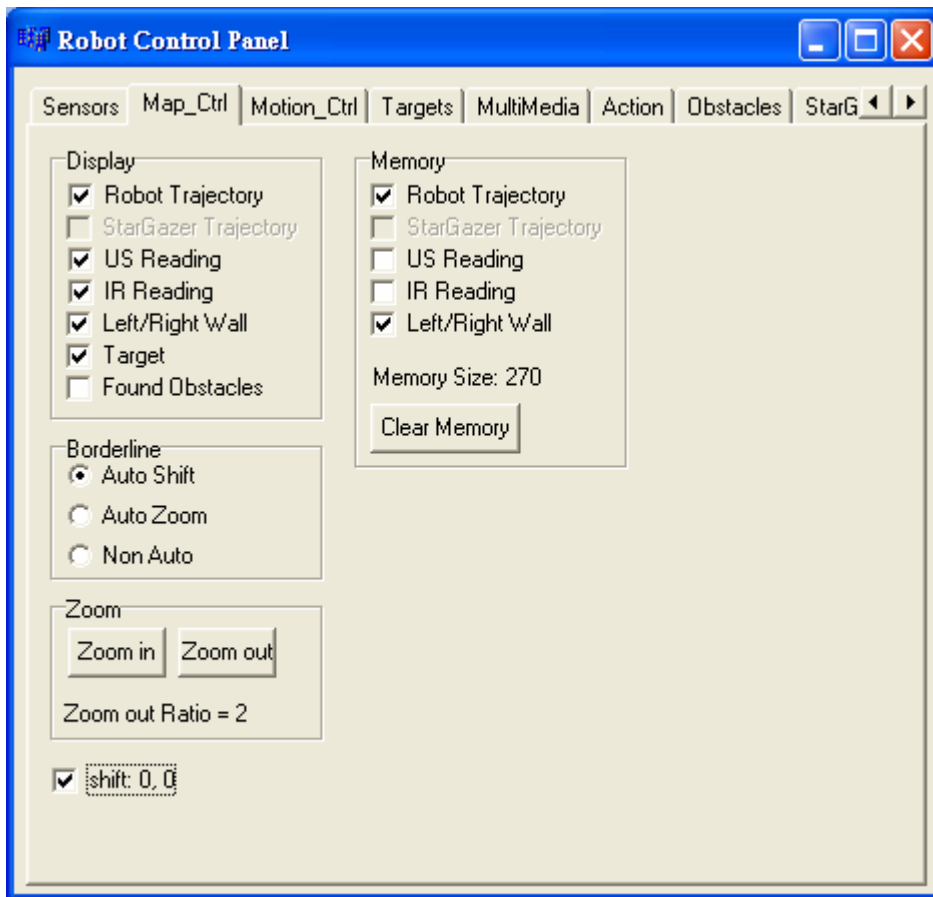 Robot Control Panel
Sensors Map_Ctrl Motion_Ctrl Targets MultiMedia Action Obstacles StarG
Display
Robot Trajectory
StarGazer Trajectory
US Reading
IR Reading
Left/Right Wall
Target
Found Obstacles
Memory
Robot Trajectory
StarGazer Trajectory
US Reading
IR Reading
Left/Right Wall
Memory Size: 270
Clear Memory
Borderline
Auto Shift
Auto Zoom
Non Auto
Zoom
Zoom in Zoom out
Zoom out Ratio = 2
shift: 0, 0